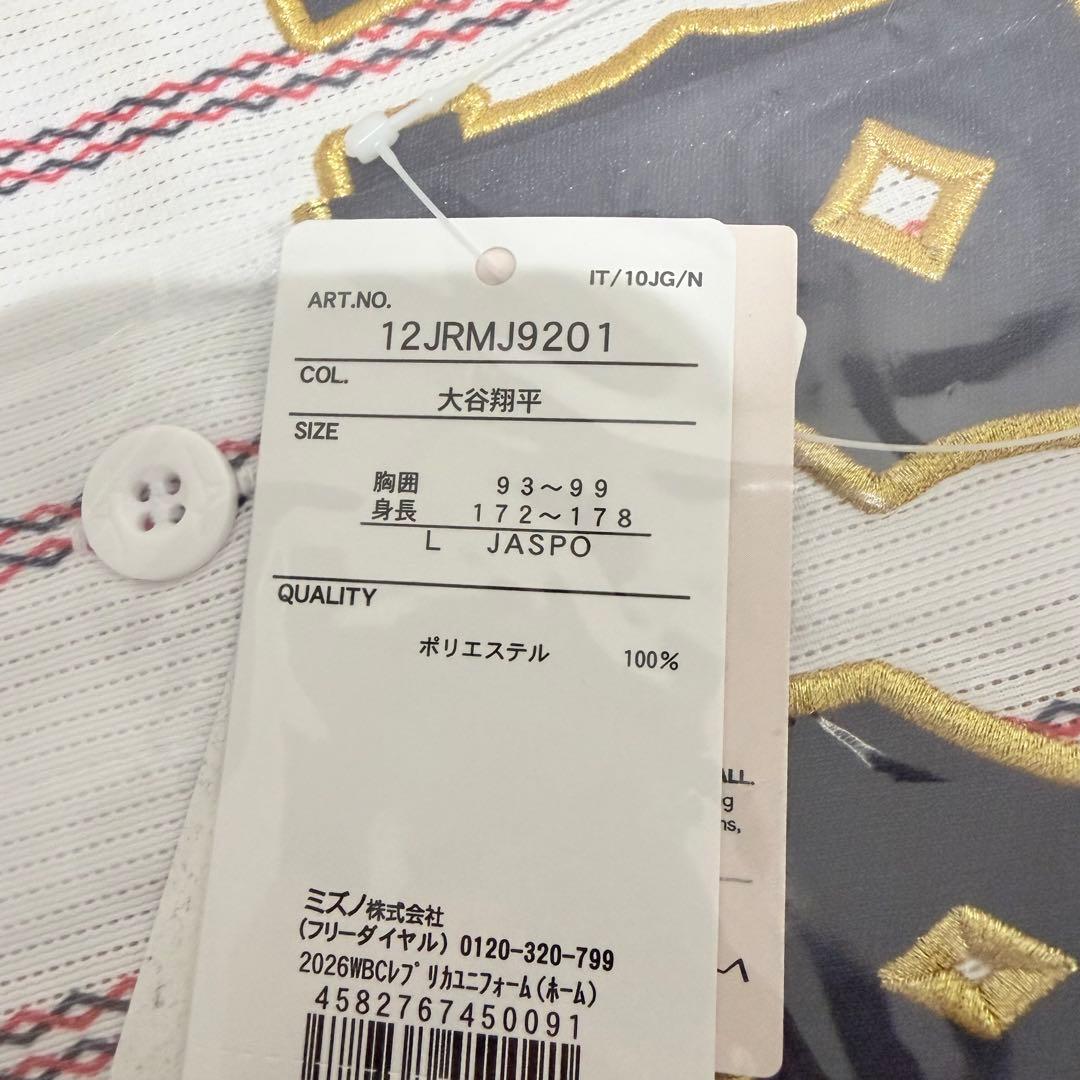 IT/10JG/N
ART.NO.
12JRMJ9201
COL.
大谷翔平
SIZE
胸囲 93～99
身長 172～178
L JASPO
QUALITY
ポリエステル 100%
ALL.
g
ns,
M
ミズノ株式会社
(フリーダイヤル) 0120-320-799
2026WBCﾚﾌﾟﾘｶﾕﾆﾌｫｰﾑ(ﾎｰﾑ)
4582767450091